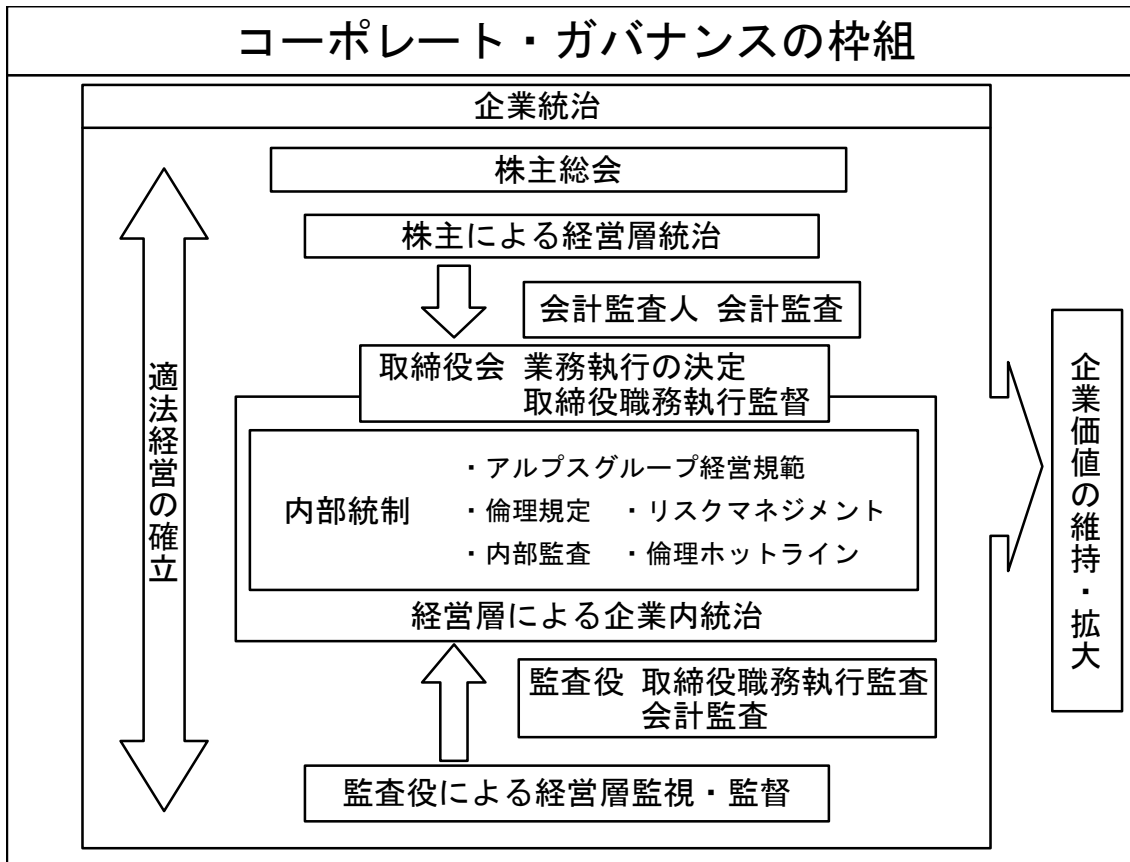 コーポレート・ガバナンスの枠組
企業統治
株主総会
株主による経営層統治
会計監査人 会計監査
取締役会 業務執行の決定
取締役職務執行監督
・アルプスグループ経営規範
内部統制
・倫理規定 ・リスクマネジメント
・内部監査 ・倫理ホットライン
経営層による企業内統治
監査役 取締役職務執行監査
会計監査
監査役による経営層監視・監督
適法経営の確立
企業価値の維持・拡大